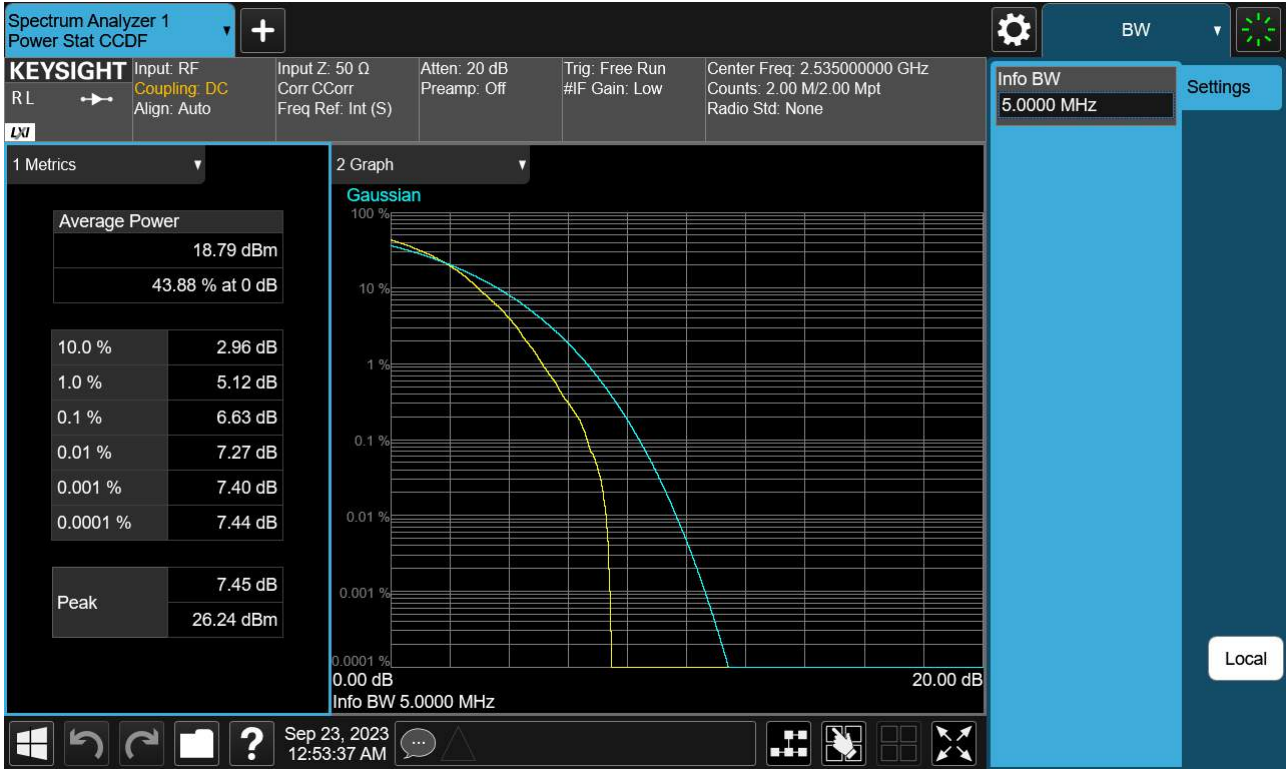 Spectrum Analyzer 1
Power Stat CCDF
+
BW
KEYSIGHT
R L
LXI
Input: RF
Coupling: DC
Align: Auto
Input Z: 50 Ω
Corr CCorr
Freq Ref: Int (S)
Atten: 20 dB
Preamp: Off
Trig: Free Run
#IF Gain: Low
Center Freq: 2.535000000 GHz
Counts: 2.00 M/2.00 Mpt
Radio Std: None
Info BW
5.0000 MHz
Settings
1 Metrics
Average Power
18.79 dBm
43.88 % at 0 dB
10.0 % 2.96 dB
1.0 % 5.12 dB
0.1 % 6.63 dB
0.01 % 7.27 dB
0.001 % 7.40 dB
0.0001 % 7.44 dB
Peak
7.45 dB
26.24 dBm
2 Graph
Gaussian
100 %
10 %
1 %
0.1 %
0.01 %
0.001 %
0.0001 %
0.00 dB 20.00 dB
Info BW 5.0000 MHz
Local
?
Sep 23, 2023
12:53:37 AM